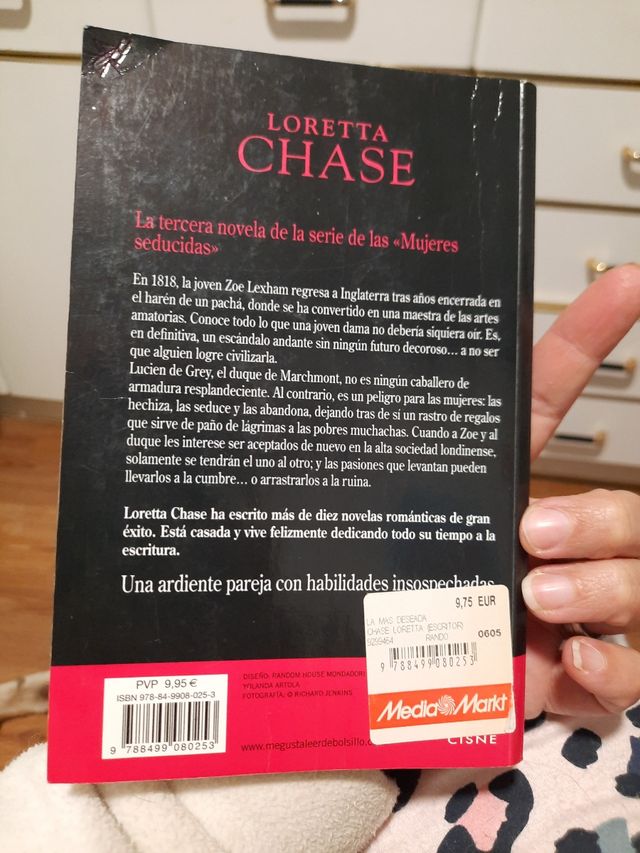 LORETTA
CHASE
La tercera novela de la serie de las «Mujeres
seducidas»
En 1818, la joven Zoe Lexham regresa a Inglaterra tras años encerrada en
el harén de un pachá, donde se ha convertido en una maestra de las artes
amatorias. Conoce todo lo que una joven dama no debería siquiera oír. Es,
en definitiva, un escándalo andante sin ningún futuro decoroso... a no ser
que alguien logre civilizarla.
Lucien de Grey, el duque de Marchmont, no es ningún caballero de
armadura resplandeciente. Al contrario, es un peligro para las mujeres: las
hechiza, las seduce y las abandona, dejando tras de sí un rastro de regalos
que sirve de paño de lágrimas a las pobres muchachas. Cuando a Zoe y al
duque les interese ser aceptados de nuevo en la alta sociedad londinense,
solamente se tendrán el uno al otro; y las pasiones que levantan pueden
llevarlos a la cumbre... o arrastrarlos a la ruina.
Loretta Chase ha escrito más de diez novelas románticas de gran
éxito. Está casada y vive felizmente dedicando todo su tiempo a la
escritura.
Una ardiente pareja con habilidades insospechadas
9,75 EUR
LA MAS DESEADA
CHASE LORETTA (ESCRITOR)
9299464 RANDO 0605
9 788499 080253
Media Markt
PVP 9,95 €
ISBN 978-84-9908-025-3
9 788499 080253
DISEÑO: RANDOM HOUSE MONDADORI
YOLANDA ARTOLA
FOTOGRAFÍA: © RICHARD JENKINS
www.megustaleerdebolsillo.
CISNE